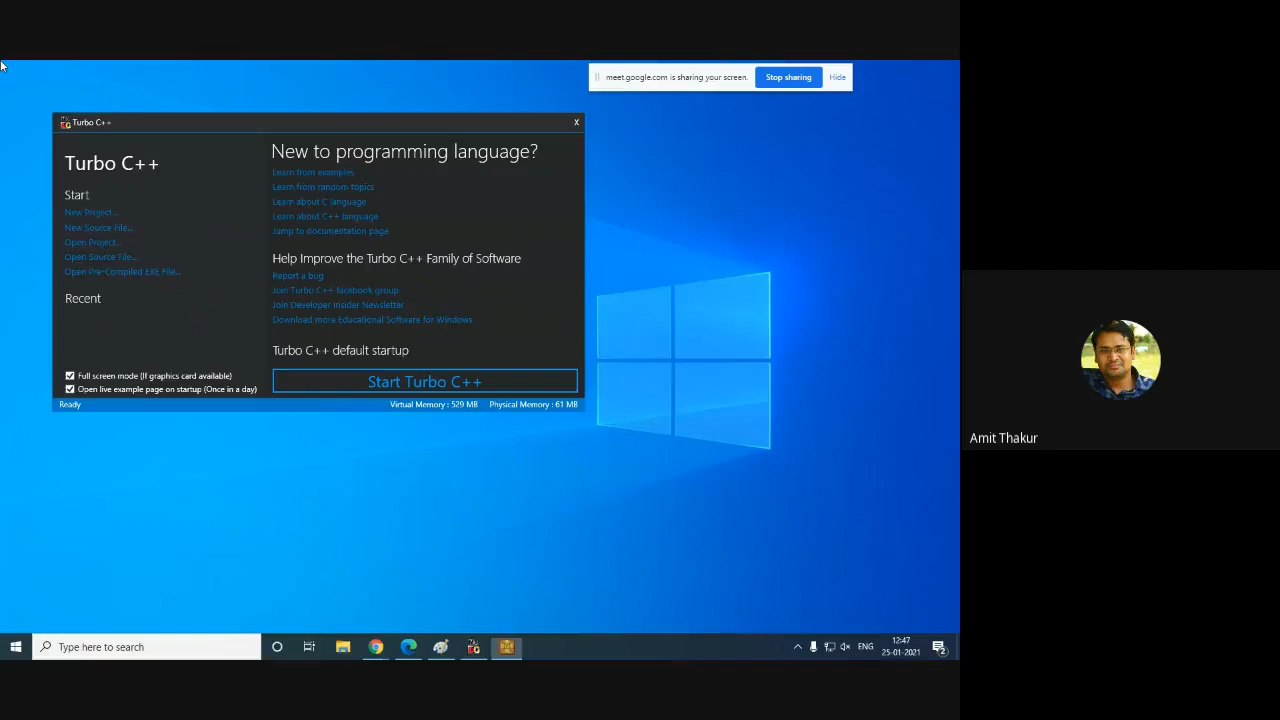 meet.google.com is sharing your screen. Stop sharing Hide
Turbo C++ X
Turbo C++
Start
New Project...
New Source File...
Open Project...
Open Source File...
Open Pre-Compiled EXE File...
Recent
Full screen mode (If graphics card available)
Open live example page on startup (Once in a day)
New to programming language?
Learn from examples
Learn from random topics
Learn about C language
Learn about C++ language
Jump to documentation page
Help Improve the Turbo C++ Family of Software
Report a bug
Join Turbo C++ facebook group
Join Developer Insider Newsletter
Download more Educational Software for Windows
Turbo C++ default startup
Start Turbo C++
Ready Virtual Memory : 529 MB Physical Memory : 61 MB
Amit Thakur
Type here to search
ENG
12:47
25-01-2021
2